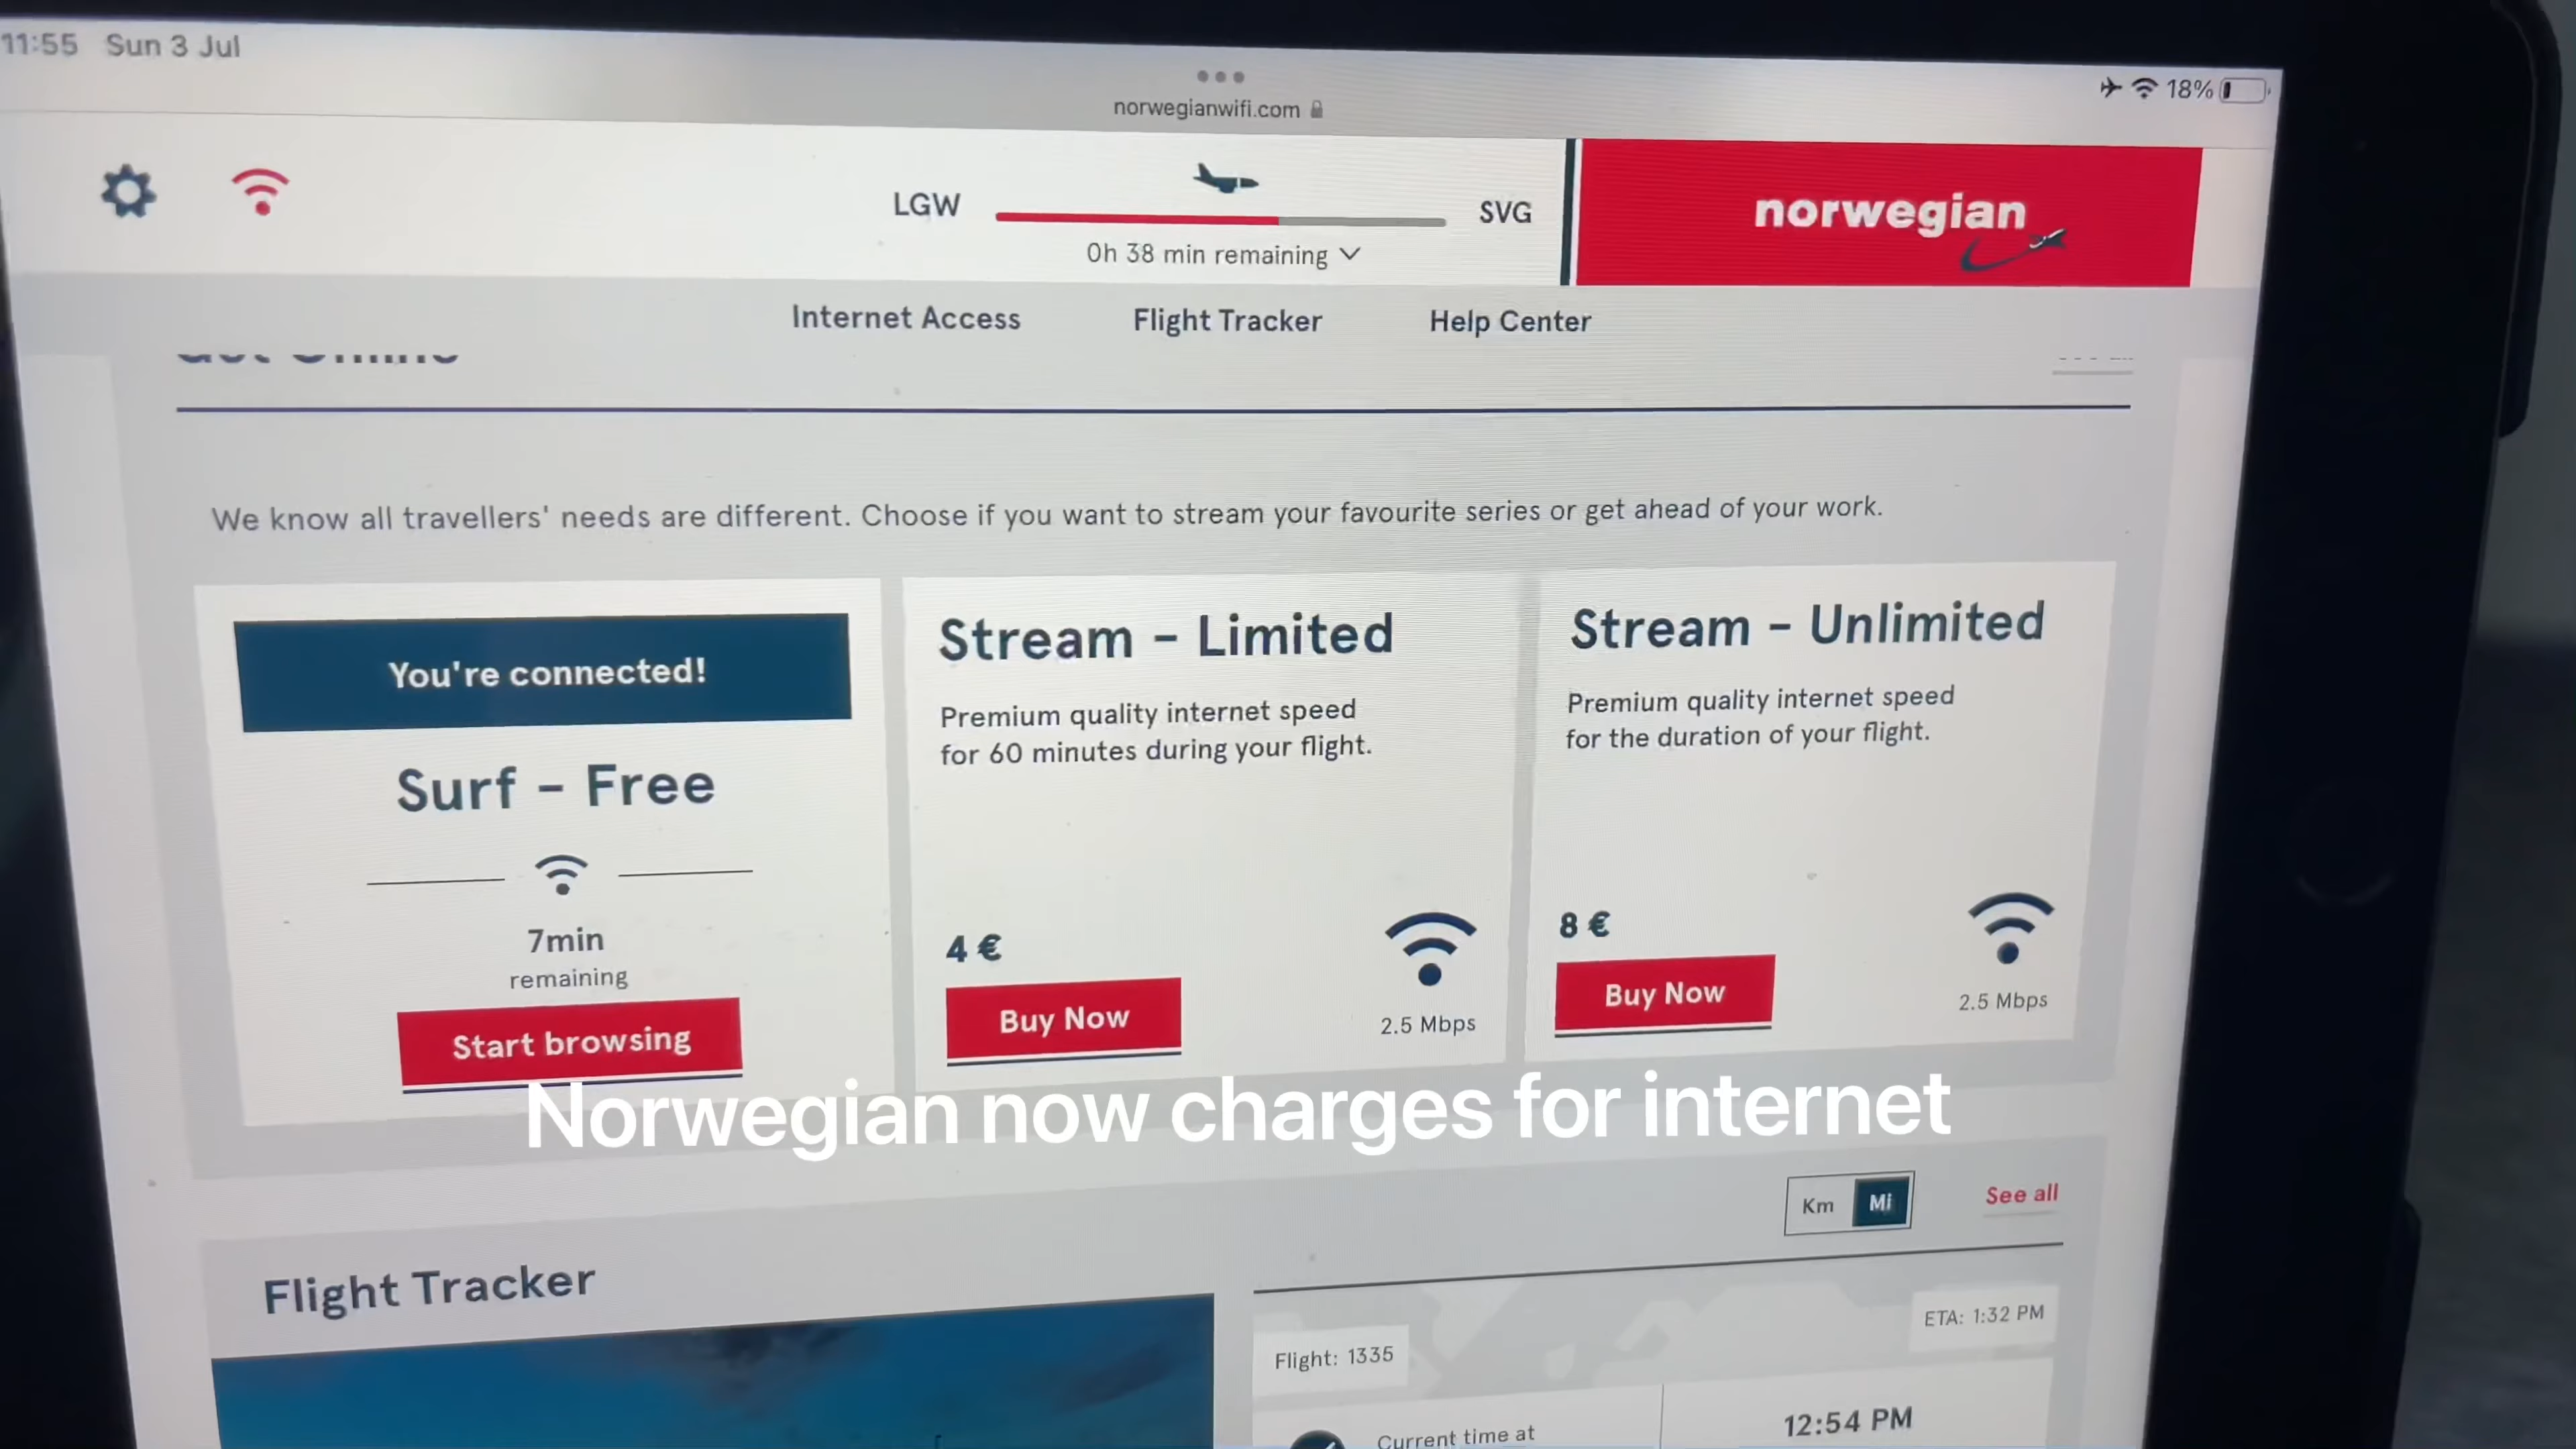 11:55 Sun 3 Jul
norwegianwifi.com
18%
LGW
SVG
0h 38 min remaining
norwegian
Internet Access
Flight Tracker
Help Center
We know all travellers' needs are different. Choose if you want to stream your favourite series or get ahead of your work.
You're connected!
Surf - Free
7min
remaining
Start browsing
Stream - Limited
Premium quality internet speed
for 60 minutes during your flight.
4 €
Buy Now
2.5 Mbps
Stream - Unlimited
Premium quality internet speed
for the duration of your flight.
8 €
Buy Now
2.5 Mbps
Norwegian now charges for internet
Km
Mi
See all
Flight Tracker
ETA: 1:32 PM
Flight: 1335
Current time at
12:54 PM